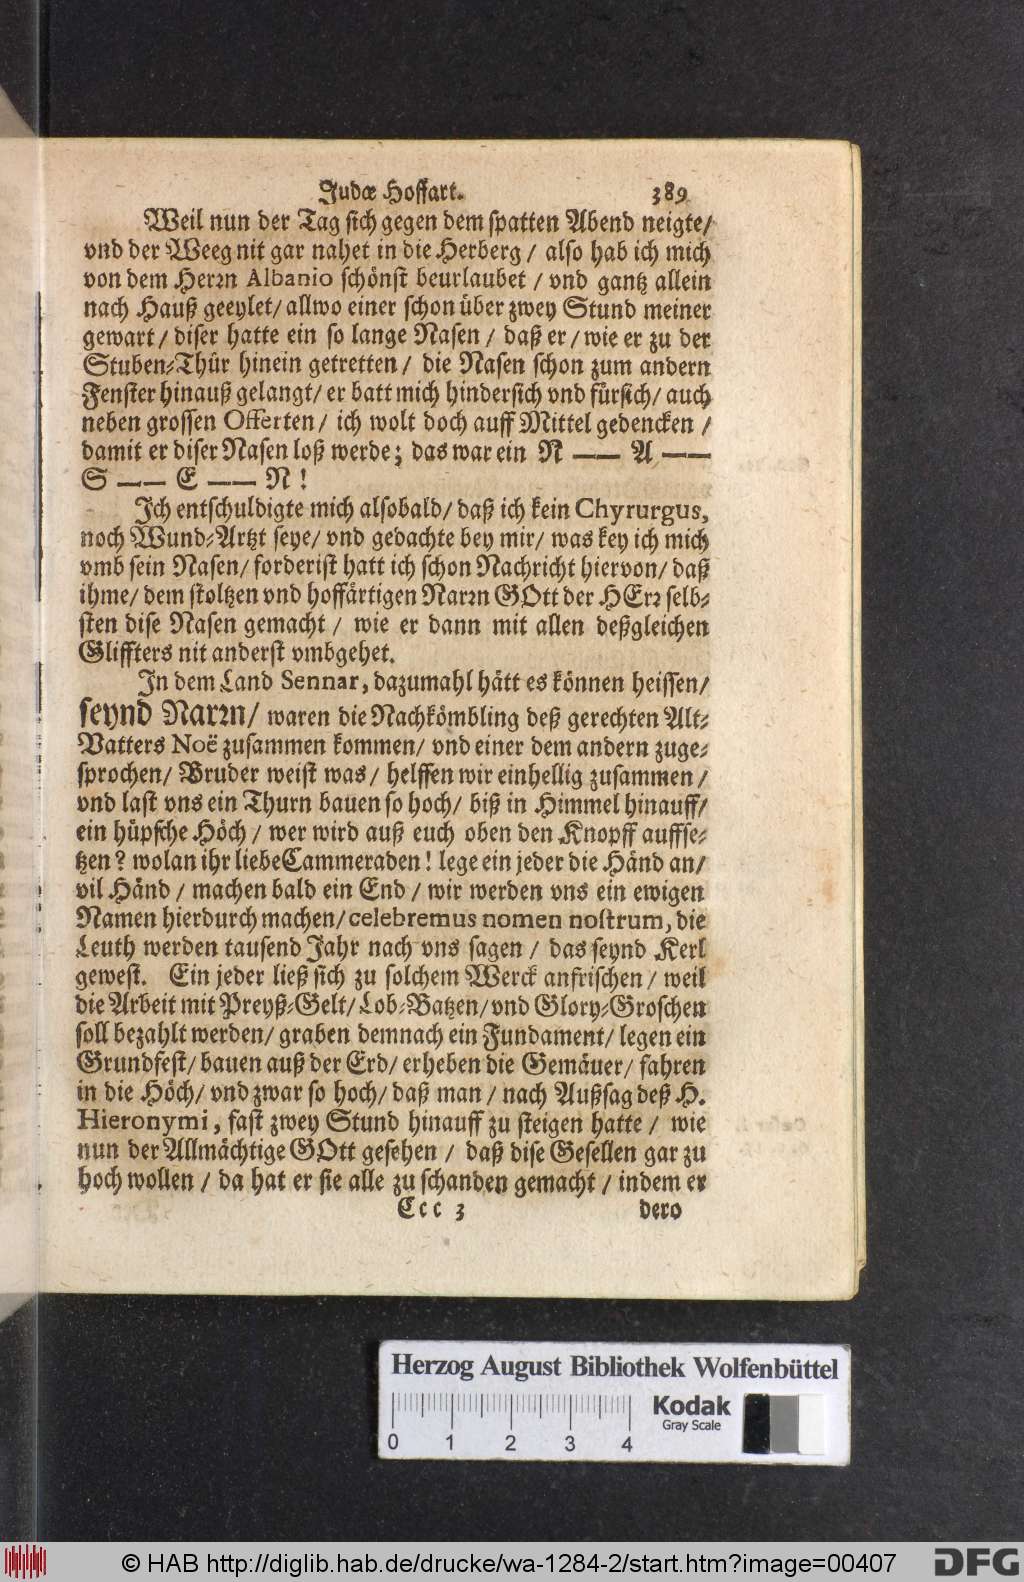 Judæ Hoffart. 389
Weil nun der Tag sich gegen dem spatten Abend neigte/
vnd der Weeg nit gar nahet in die Herberg / also hab ich mich
von dem Herꝛn Albanio schönst beurlaubet / vnd gantz allein
nach Hauß geeylet/ allwo einer schon über zwey Stund meiner
gewart / diser hatte ein so lange Nasen / daß er / wie er zu der
Stuben-Thür hinein getretten / die Nasen schon zum andern
Fenster hinauß gelangt/ er batt mich hindersich vnd fürsich/ auch
neben grossen Offerten / ich wolt doch auff Mittel gedencken /
damit er diser Nasen loß werde; das war ein N —— A ——
S —— E —— N !
Ich entschuldigte mich alsobald/ daß ich kein Chyrurgus,
noch Wund-Artzt seye/ vnd gedachte bey mir/ was key ich mich
vmb sein Nasen/ forderist hatt ich schon Nachricht hiervon/ daß
ihme/ dem stoltzen vnd hoffärtigen Narꝛn GOtt der HErꝛ selb-
sten dise Nasen gemacht / wie er dann mit allen deßgleichen
Gliffters nit anderst vmbgehet.
In dem Land Sennar, dazumahl hätt es können heissen/
seynd Narꝛn/ waren die Nachkömbling deß gerechten Alt-
Vatters Noë zusammen kommen/ vnd einer dem andern zuge-
sprochen/ Bruder weist was / helffen wir einhellig zusammen /
vnd last vns ein Thurn bauen so hoch/ biß in Himmel hinauff/
ein hüpsche Höch / wer wird auß euch oben den Knopff auffse-
tzen? wolan ihr liebe Cammeraden! lege ein jeder die Händ an/
vil Händ / machen bald ein End / wir werden vns ein ewigen
Namen hierdurch machen/ celebremus nomen nostrum, die
Leuth werden tausend Jahr nach vns sagen / das seynd Kerl
gewest. Ein jeder ließ sich zu solchem Werck anfrischen / weil
die Arbeit mit Preyß-Gelt/ Lob-Batzen/ vnd Glory-Groschen
soll bezahlt werden/ graben demnach ein Fundament/ legen ein
Grundfest/ bauen auß der Erd/ erheben die Gemäuer/ fahren
in die Höch/ vnd zwar so hoch/ daß man / nach Außsag deß H.
Hieronymi, fast zwey Stund hinauff zu steigen hatte / wie
nun der Allmächtige GOtt gesehen / daß dise Gesellen gar zu
hoch wollen / da hat er sie alle zu schanden gemacht / indem er
Ccc 3 dero
Herzog August Bibliothek Wolfenbüttel
Kodak
Gray Scale
0 1 2 3 4
© HAB http://diglib.hab.de/drucke/wa-1284-2/start.htm?image=00407
DFG